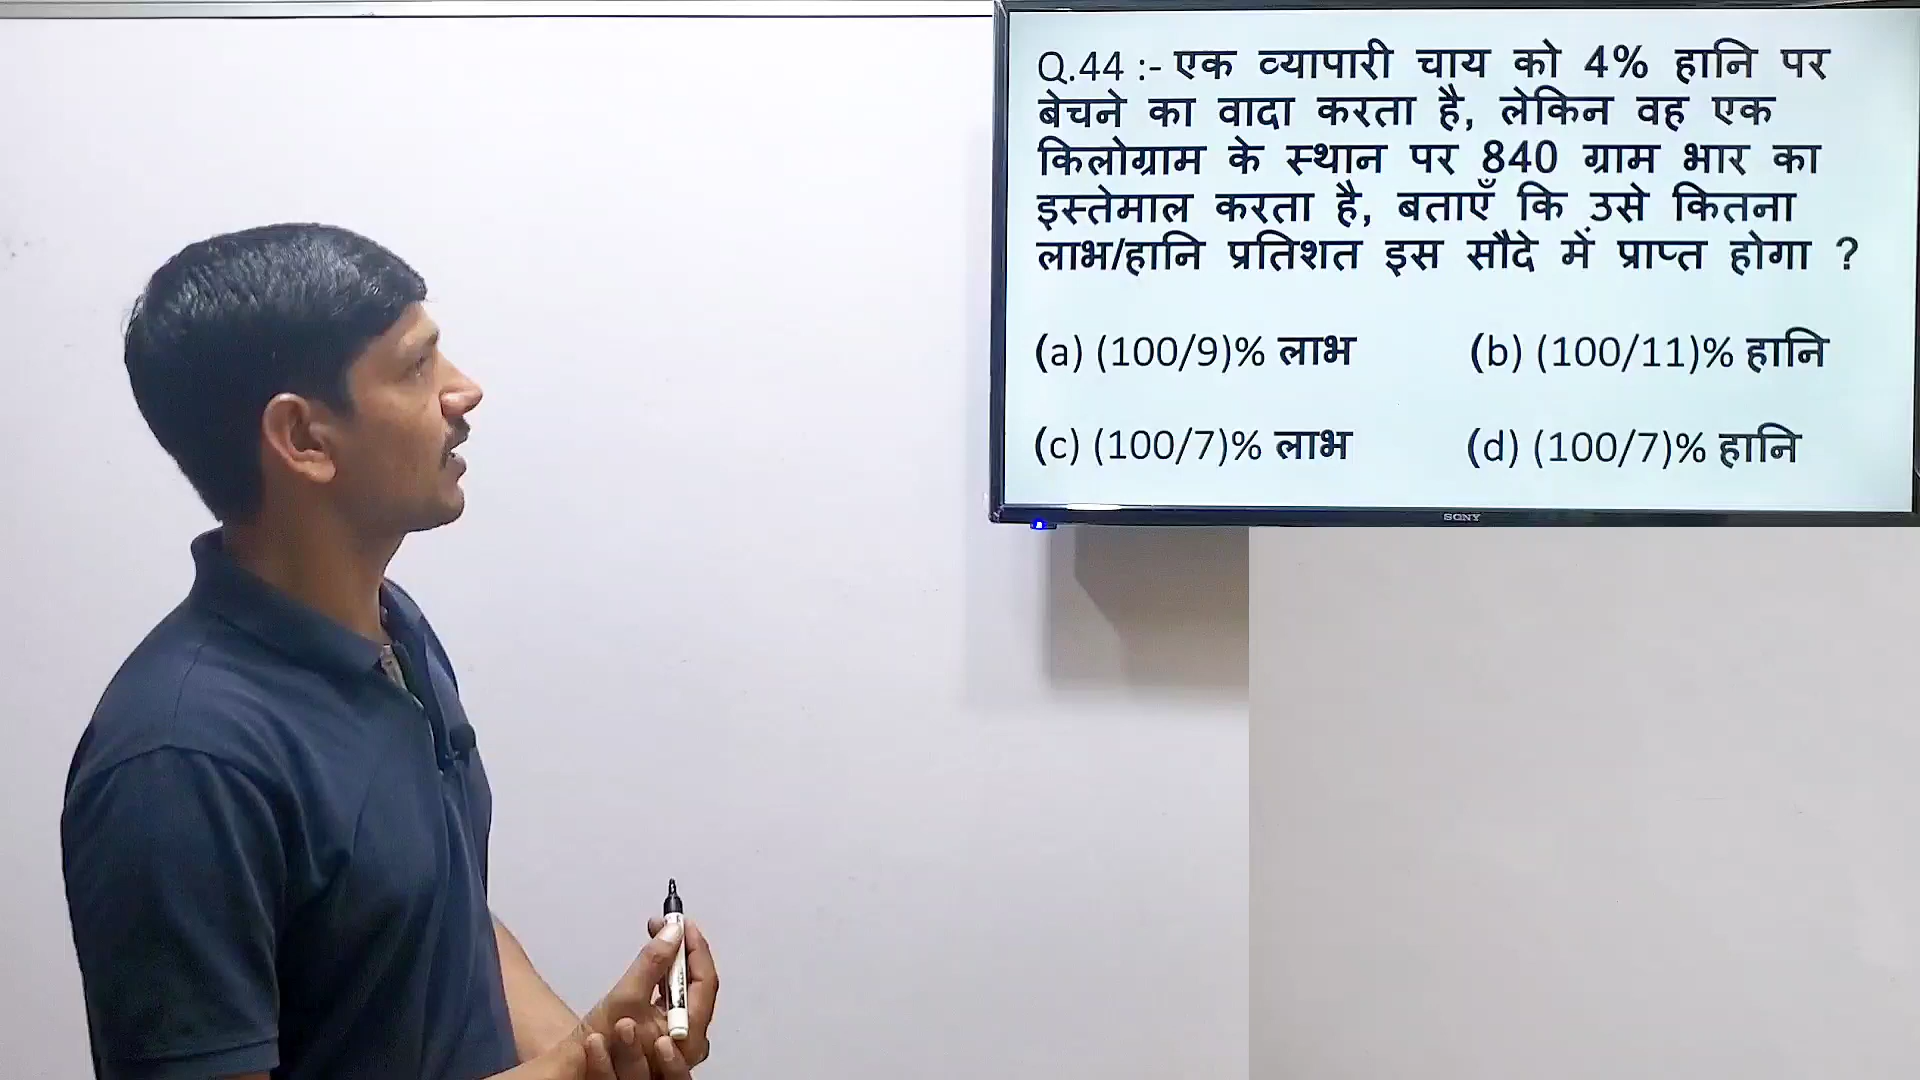 Q.44 :- एक व्यापारी चाय को 4% हानि पर
बेचने का वादा करता है, लेकिन वह एक
किलोग्राम के स्थान पर 840 ग्राम भार का
इस्तेमाल करता है, बताएँ कि उसे कितना
लाभ/हानि प्रतिशत इस सौदे में प्राप्त होगा ?
(a) (100/9)% लाभ (b) (100/11)% हानि
(c) (100/7)% लाभ (d) (100/7)% हानि
SONY